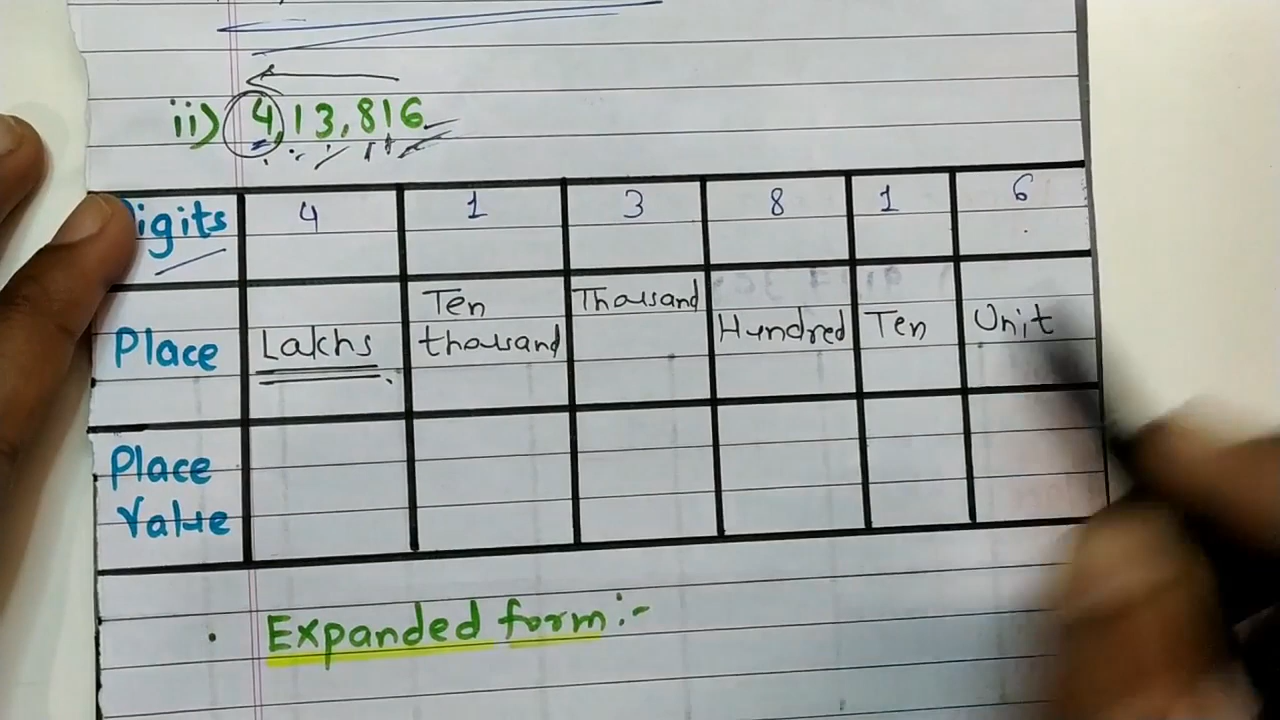 ii) 4,13,816
Digits 4 1 3 8 1 6
Place Lakhs Ten thousand Thousand Hundred Ten Unit
Place Value
Expanded form:-